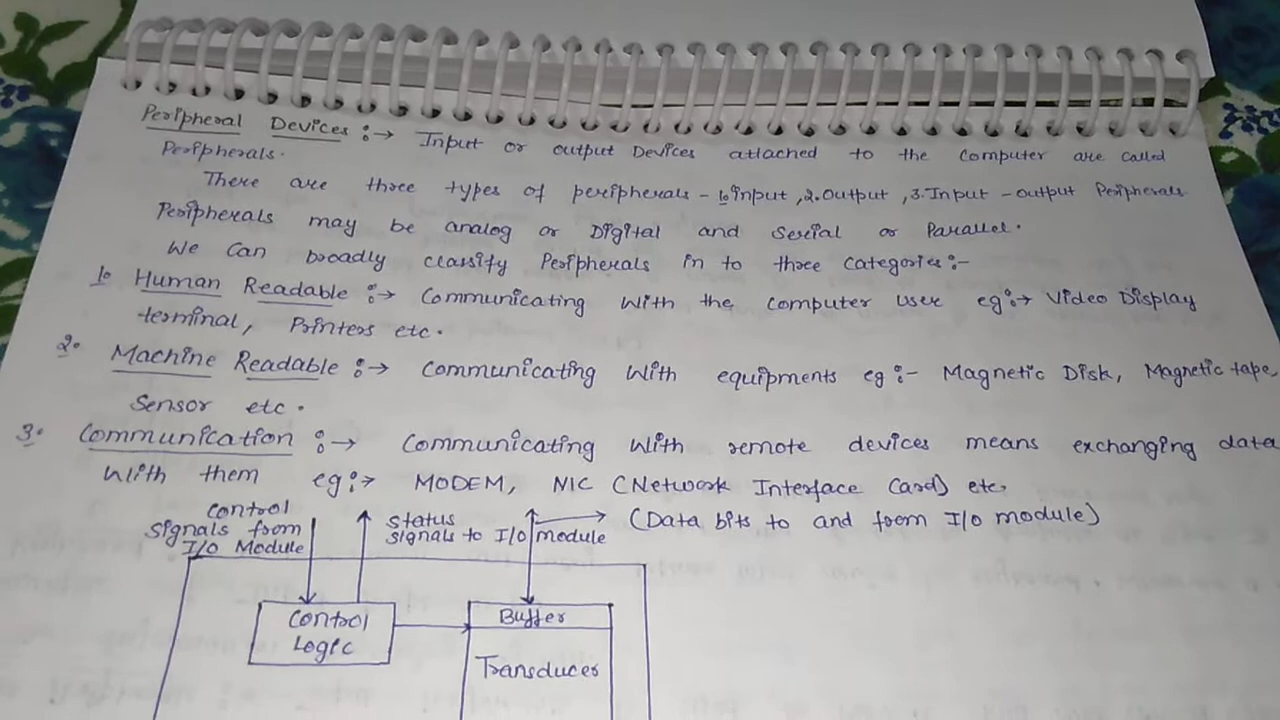 Peripheral Devices :→ Input or output Devices attached to the computer are called
Peripherals.
There are three types of peripherals - 1. input, 2. Output, 3. Input - output Peripherals
Peripherals may be analog or Digital and serial or Parallel.
We can broadly classify Peripherals in to three categories :-
1. Human Readable :→ Communicating with the computer user eg :→ Video Display
terminal, Printers etc.
2. Machine Readable :→ Communicating with equipments eg :- Magnetic Disk, Magnetic tape,
Sensor etc.
3. Communication :→ Communicating with remote devices means exchanging data
with them eg :→ MODEM, NIC (Network Interface Card) etc.
Control
signals from
I/O Module
Status
signals to I/O module
(Data bits to and from I/O module)
Control
Logic
Buffer
Transducer